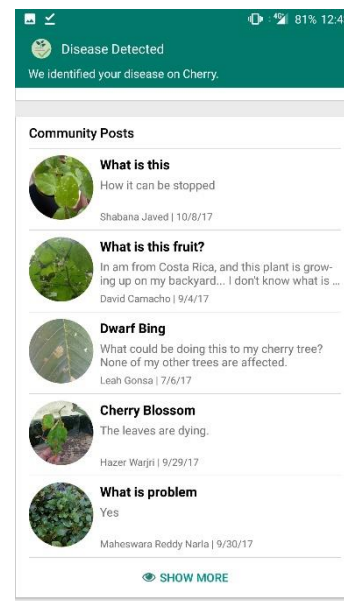 4G 81% 12:4
Disease Detected
We identified your disease on Cherry.
Community Posts
What is this
How it can be stopped
Shabana Javed | 10/8/17
What is this fruit?
In am from Costa Rica, and this plant is grow-
ing up on my backyard... I don't know what is ...
David Camacho | 9/4/17
Dwarf Bing
What could be doing this to my cherry tree?
None of my other trees are affected.
Leah Gonsa | 7/6/17
Cherry Blossom
The leaves are dying.
Hazer Warjri | 9/29/17
What is problem
Yes
Maheswara Reddy Narla | 9/30/17
SHOW MORE